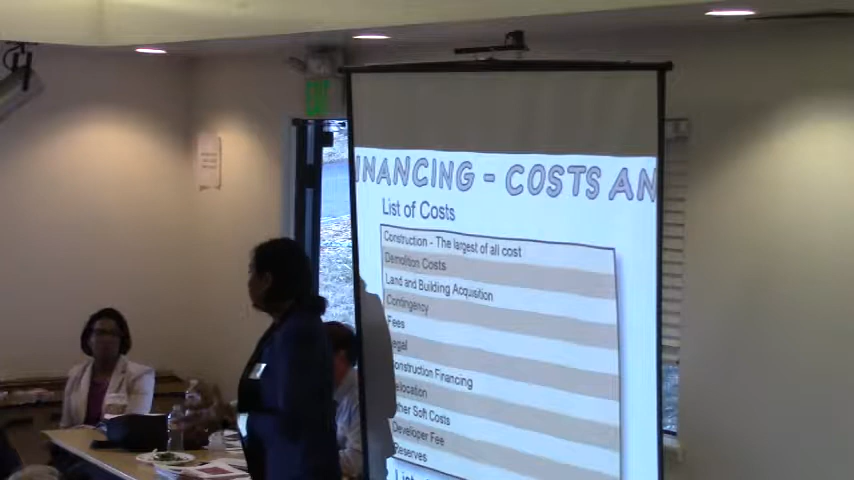 EXIT
INANCING - COSTS AN
List of Costs
Construction - The largest of all cost
Demolition Costs
Land and Building Acquisition
Contingency
Fees
egal
onstruction Financing
elocation
ther Soft Costs
Developer Fee
Reserves